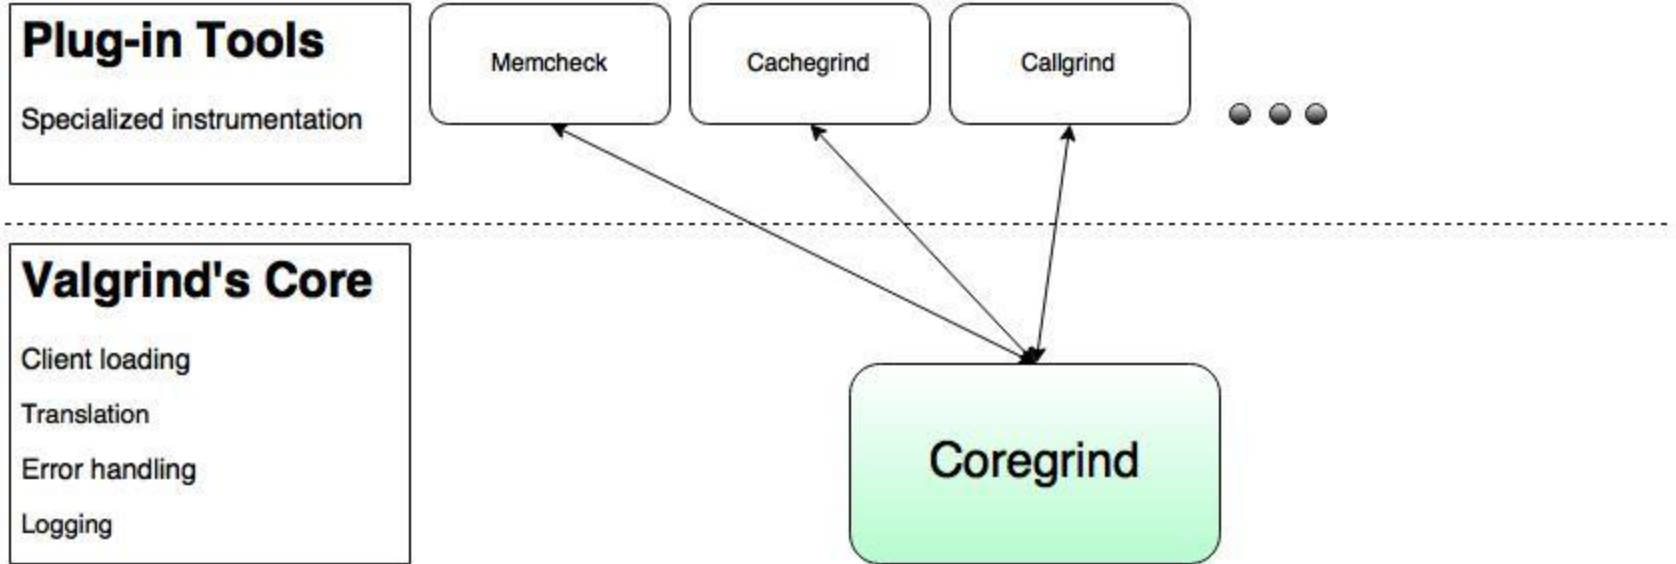 Plug-in Tools
Specialized instrumentation
Memcheck
Cachegrind
Callgrind
Valgrind's Core
Client loading
Translation
Error handling
Logging
Coregrind